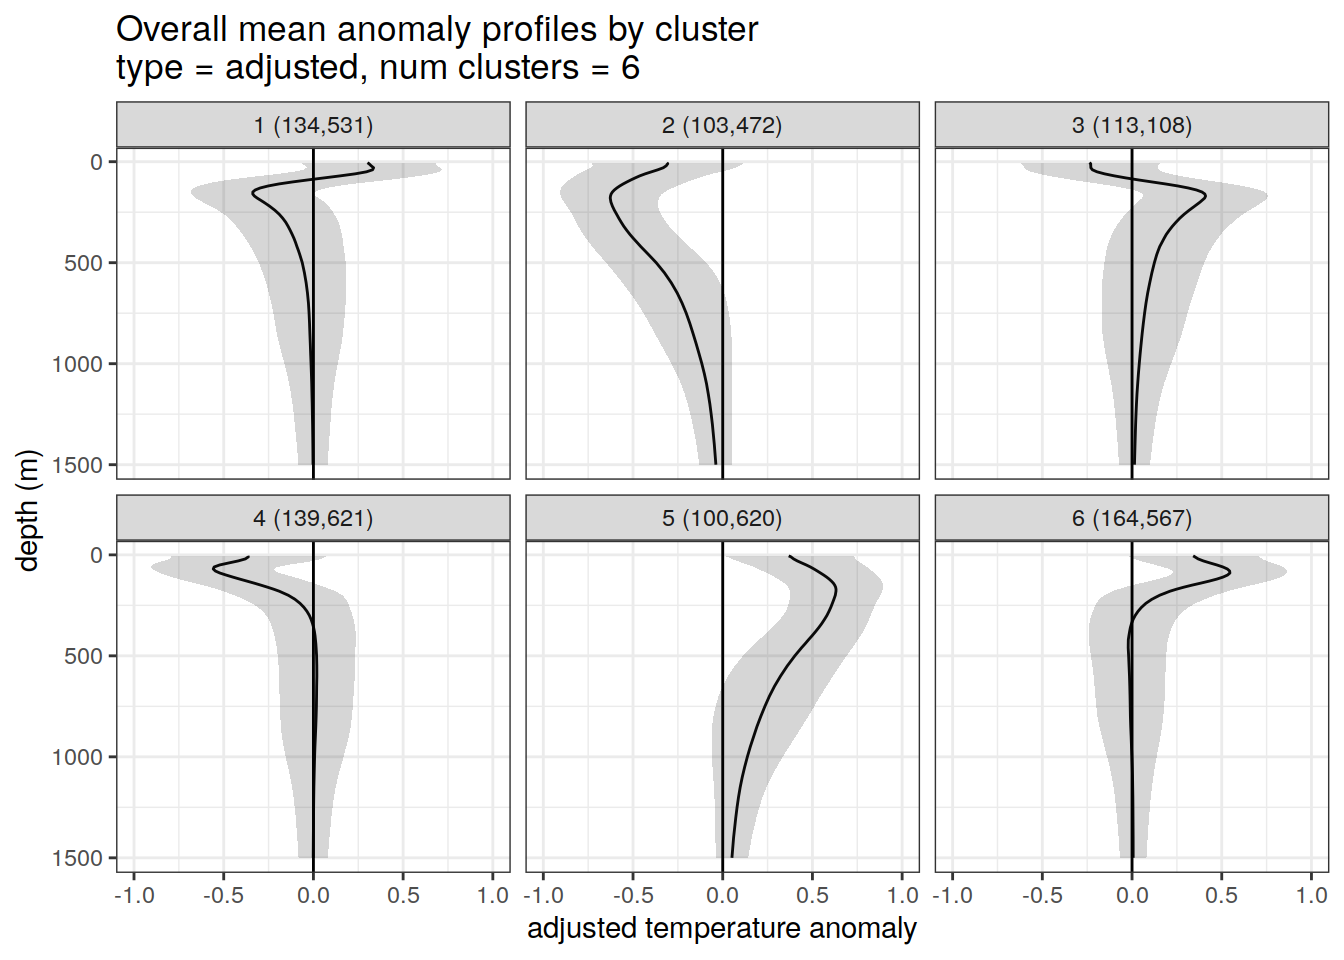 Overall mean anomaly profiles by cluster
type = adjusted, num clusters = 6
1 (134,531)
2 (103,472)
3 (113,108)
0
500
1000
1500
4 (139,621)
5 (100,620)
6 (164,567)
0
500
1000
1500
depth (m)
-1.0 -0.5 0.0 0.5 1.0
-1.0 -0.5 0.0 0.5 1.0
-1.0 -0.5 0.0 0.5 1.0
adjusted temperature anomaly